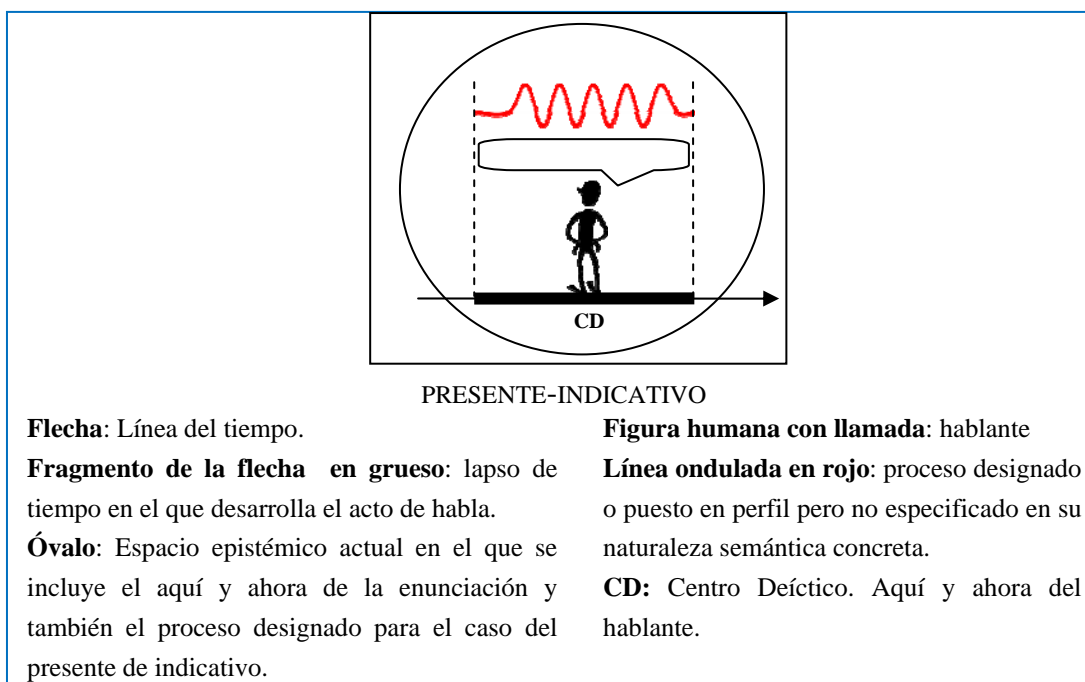 CD
PRESENTE-INDICATIVO
Flecha: Línea del tiempo.
Fragmento de la flecha en grueso: lapso de
tiempo en el que desarrolla el acto de habla.
Óvalo: Espacio epistémico actual en el que se
incluye el aquí y ahora de la enunciación y
también el proceso designado para el caso del
presente de indicativo.
Figura humana con llamada: hablante
Línea ondulada en rojo: proceso designado
o puesto en perfil pero no especificado en su
naturaleza semántica concreta.
CD: Centro Deíctico. Aquí y ahora del
hablante.